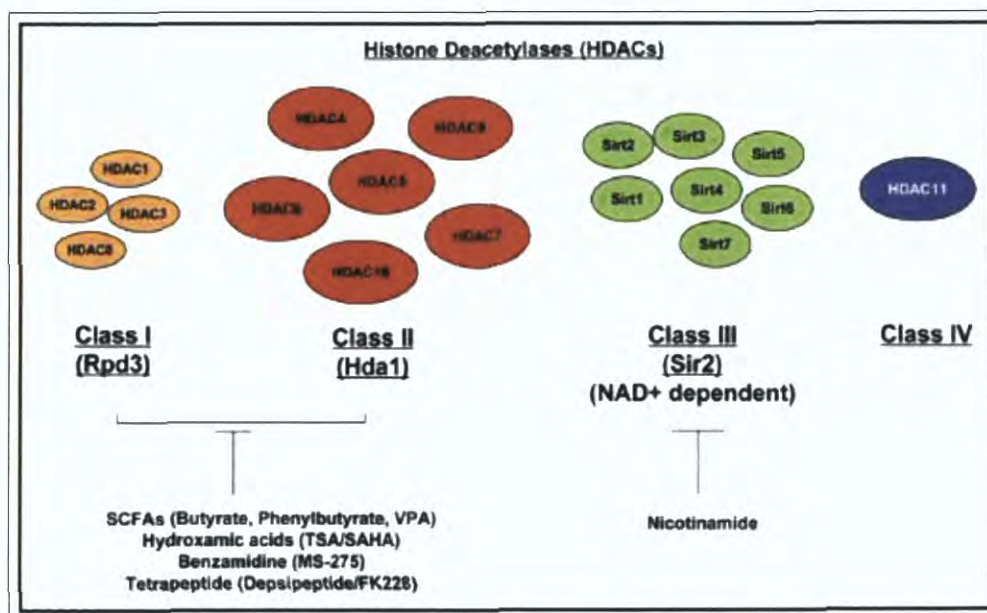 Histone Deacetylases (HDACs)
HDAC1
HDAC2
HDAC3
HDAC8
HDAC4
HDAC9
HDAC5
HDAC6
HDAC7
HDAC10
Sirt2
Sirt3
Sirt5
Sirt1
Sirt4
Sirt6
Sirt7
HDAC11
Class I
(Rpd3)
Class II
(Hda1)
Class III
(Sir2)
(NAD+ dependent)
Class IV
SCFAs (Butyrate, Phenylbutyrate, VPA)
Hydroxamic acids (TSA/SAHA)
Benzamidine (MS-275)
Tetrapeptide (Depsipeptide/FK228)
Nicotinamide